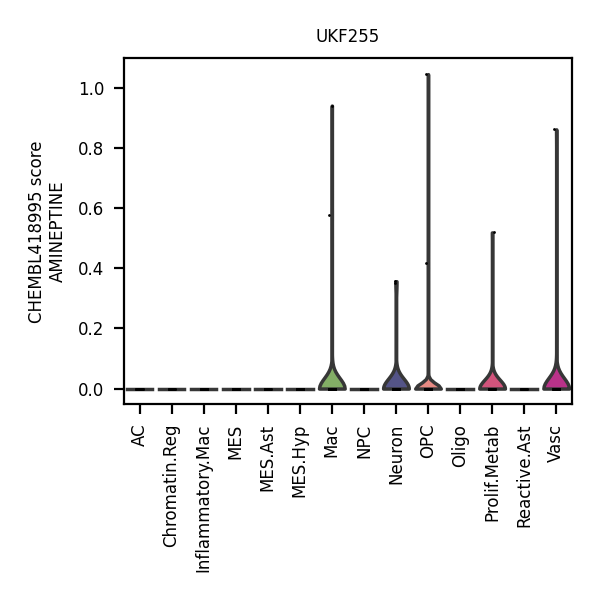 UKF255
CHEMBL418995 score
AMINEPTINE
1.0
0.8
0.6
0.4
0.2
0.0
AC
Chromatin.Reg
Inflammatory.Mac
MES
MES.Ast
MES.Hyp
Mac
NPC
Neuron
OPC
Oligo
Prolif.Metab
Reactive.Ast
Vasc